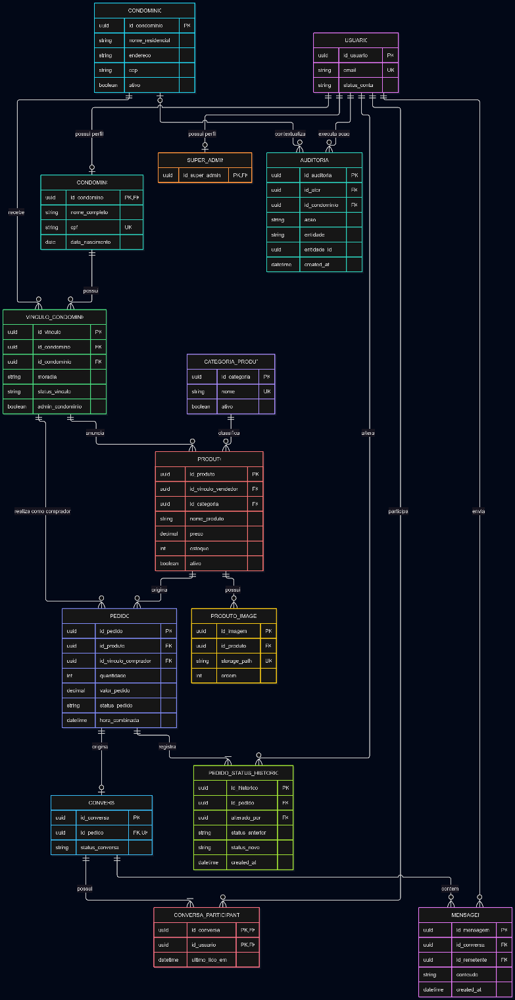 CONDOMINIO
uuid id_condominio PK
string nome_residencial
string endereco
string cep
boolean ativo
USUARIO
uuid id_usuario PK
string email UK
string status_conta
possui perfil
possui perfil
contextualiza
executa acao
SUPER_ADMIN
uuid id_super_admin PK,FK
AUDITORIA
uuid id_auditoria PK
uuid id_ator FK
uuid id_condominio FK
string acao
string entidade
uuid entidade_id
datetime created_at
CONDOMINO
uuid id_condomino PK,FK
string nome_completo
string cpf UK
date data_nascimento
recebe
possui
VINCULO_CONDOMINIO
uuid id_vinculo PK
uuid id_condomino FK
uuid id_condominio FK
string moradia
string status_vinculo
boolean admin_condominio
CATEGORIA_PRODUT
uuid id_categoria PK
string nome UK
boolean ativo
anuncia
classifica
altera
PRODUTO
uuid id_produto PK
uuid id_vinculo_vendedor FK
uuid id_categoria FK
string nome_produto
decimal preco
int estoque
boolean ativo
realiza como comprador
participa
envia
origina
possui
PEDIDO
uuid id_pedido PK
uuid id_produto FK
uuid id_vinculo_comprador FK
int quantidade
decimal valor_pedido
string status_pedido
datetime hora_combinada
PRODUTO_IMAGE
uuid id_imagem PK
uuid id_produto FK
string storage_path UK
int ordem
origina
registra
PEDIDO_STATUS_HISTORICO
uuid id_historico PK
uuid id_pedido FK
uuid alterado_por FK
string status_anterior
string status_novo
datetime created_at
CONVERS
uuid id_conversa PK
uuid id_pedido FK,UK
string status_conversa
possui
contem
CONVERSA_PARTICIPANT
uuid id_conversa PK,FK
uuid id_usuario PK,FK
datetime ultimo_lido_em
MENSAGE
uuid id_mensagem PK
uuid id_conversa FK
uuid id_remetente FK
string conteudo
datetime created_at